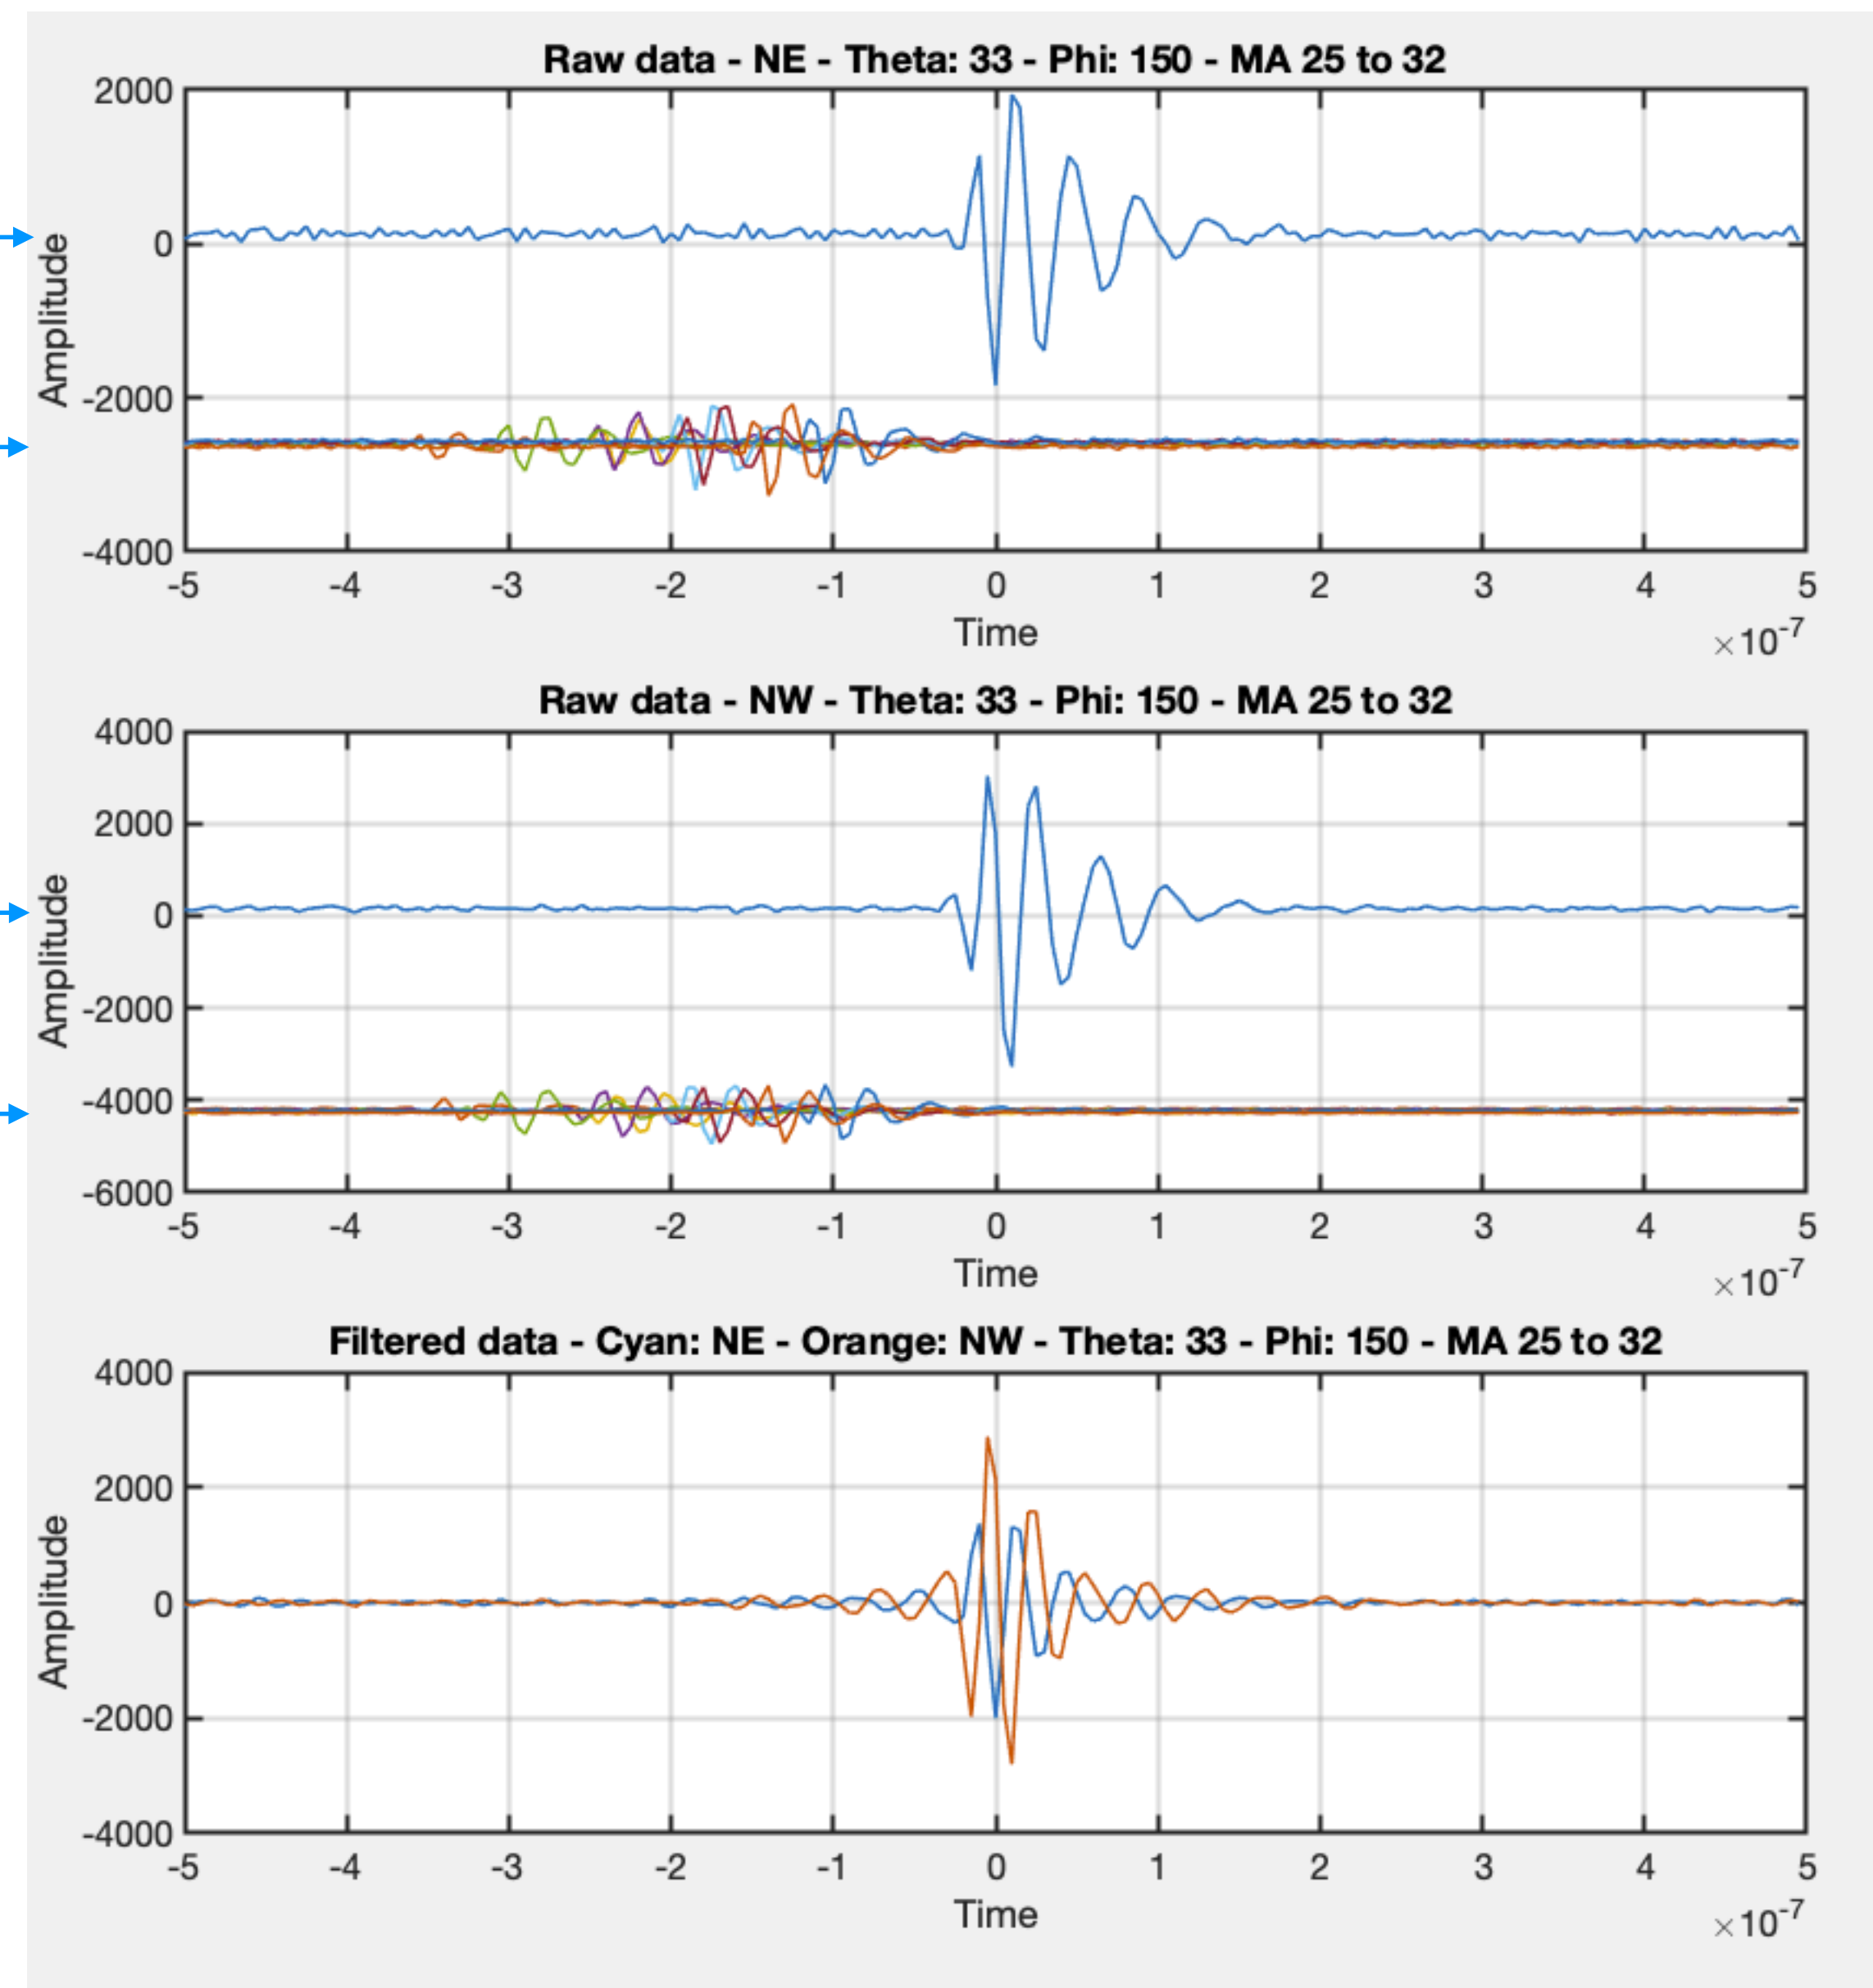 Raw data - NE - Theta: 33 - Phi: 150 - MA 25 to 32
2000
0
-2000
-4000
Amplitude
-5 -4 -3 -2 -1 0 1 2 3 4 5
Time
×10-7
Raw data - NW - Theta: 33 - Phi: 150 - MA 25 to 32
4000
2000
0
-2000
-4000
-6000
Amplitude
-5 -4 -3 -2 -1 0 1 2 3 4 5
Time
×10-7
Filtered data - Cyan: NE - Orange: NW - Theta: 33 - Phi: 150 - MA 25 to 32
4000
2000
0
-2000
-4000
Amplitude
-5 -4 -3 -2 -1 0 1 2 3 4 5
Time
×10-7